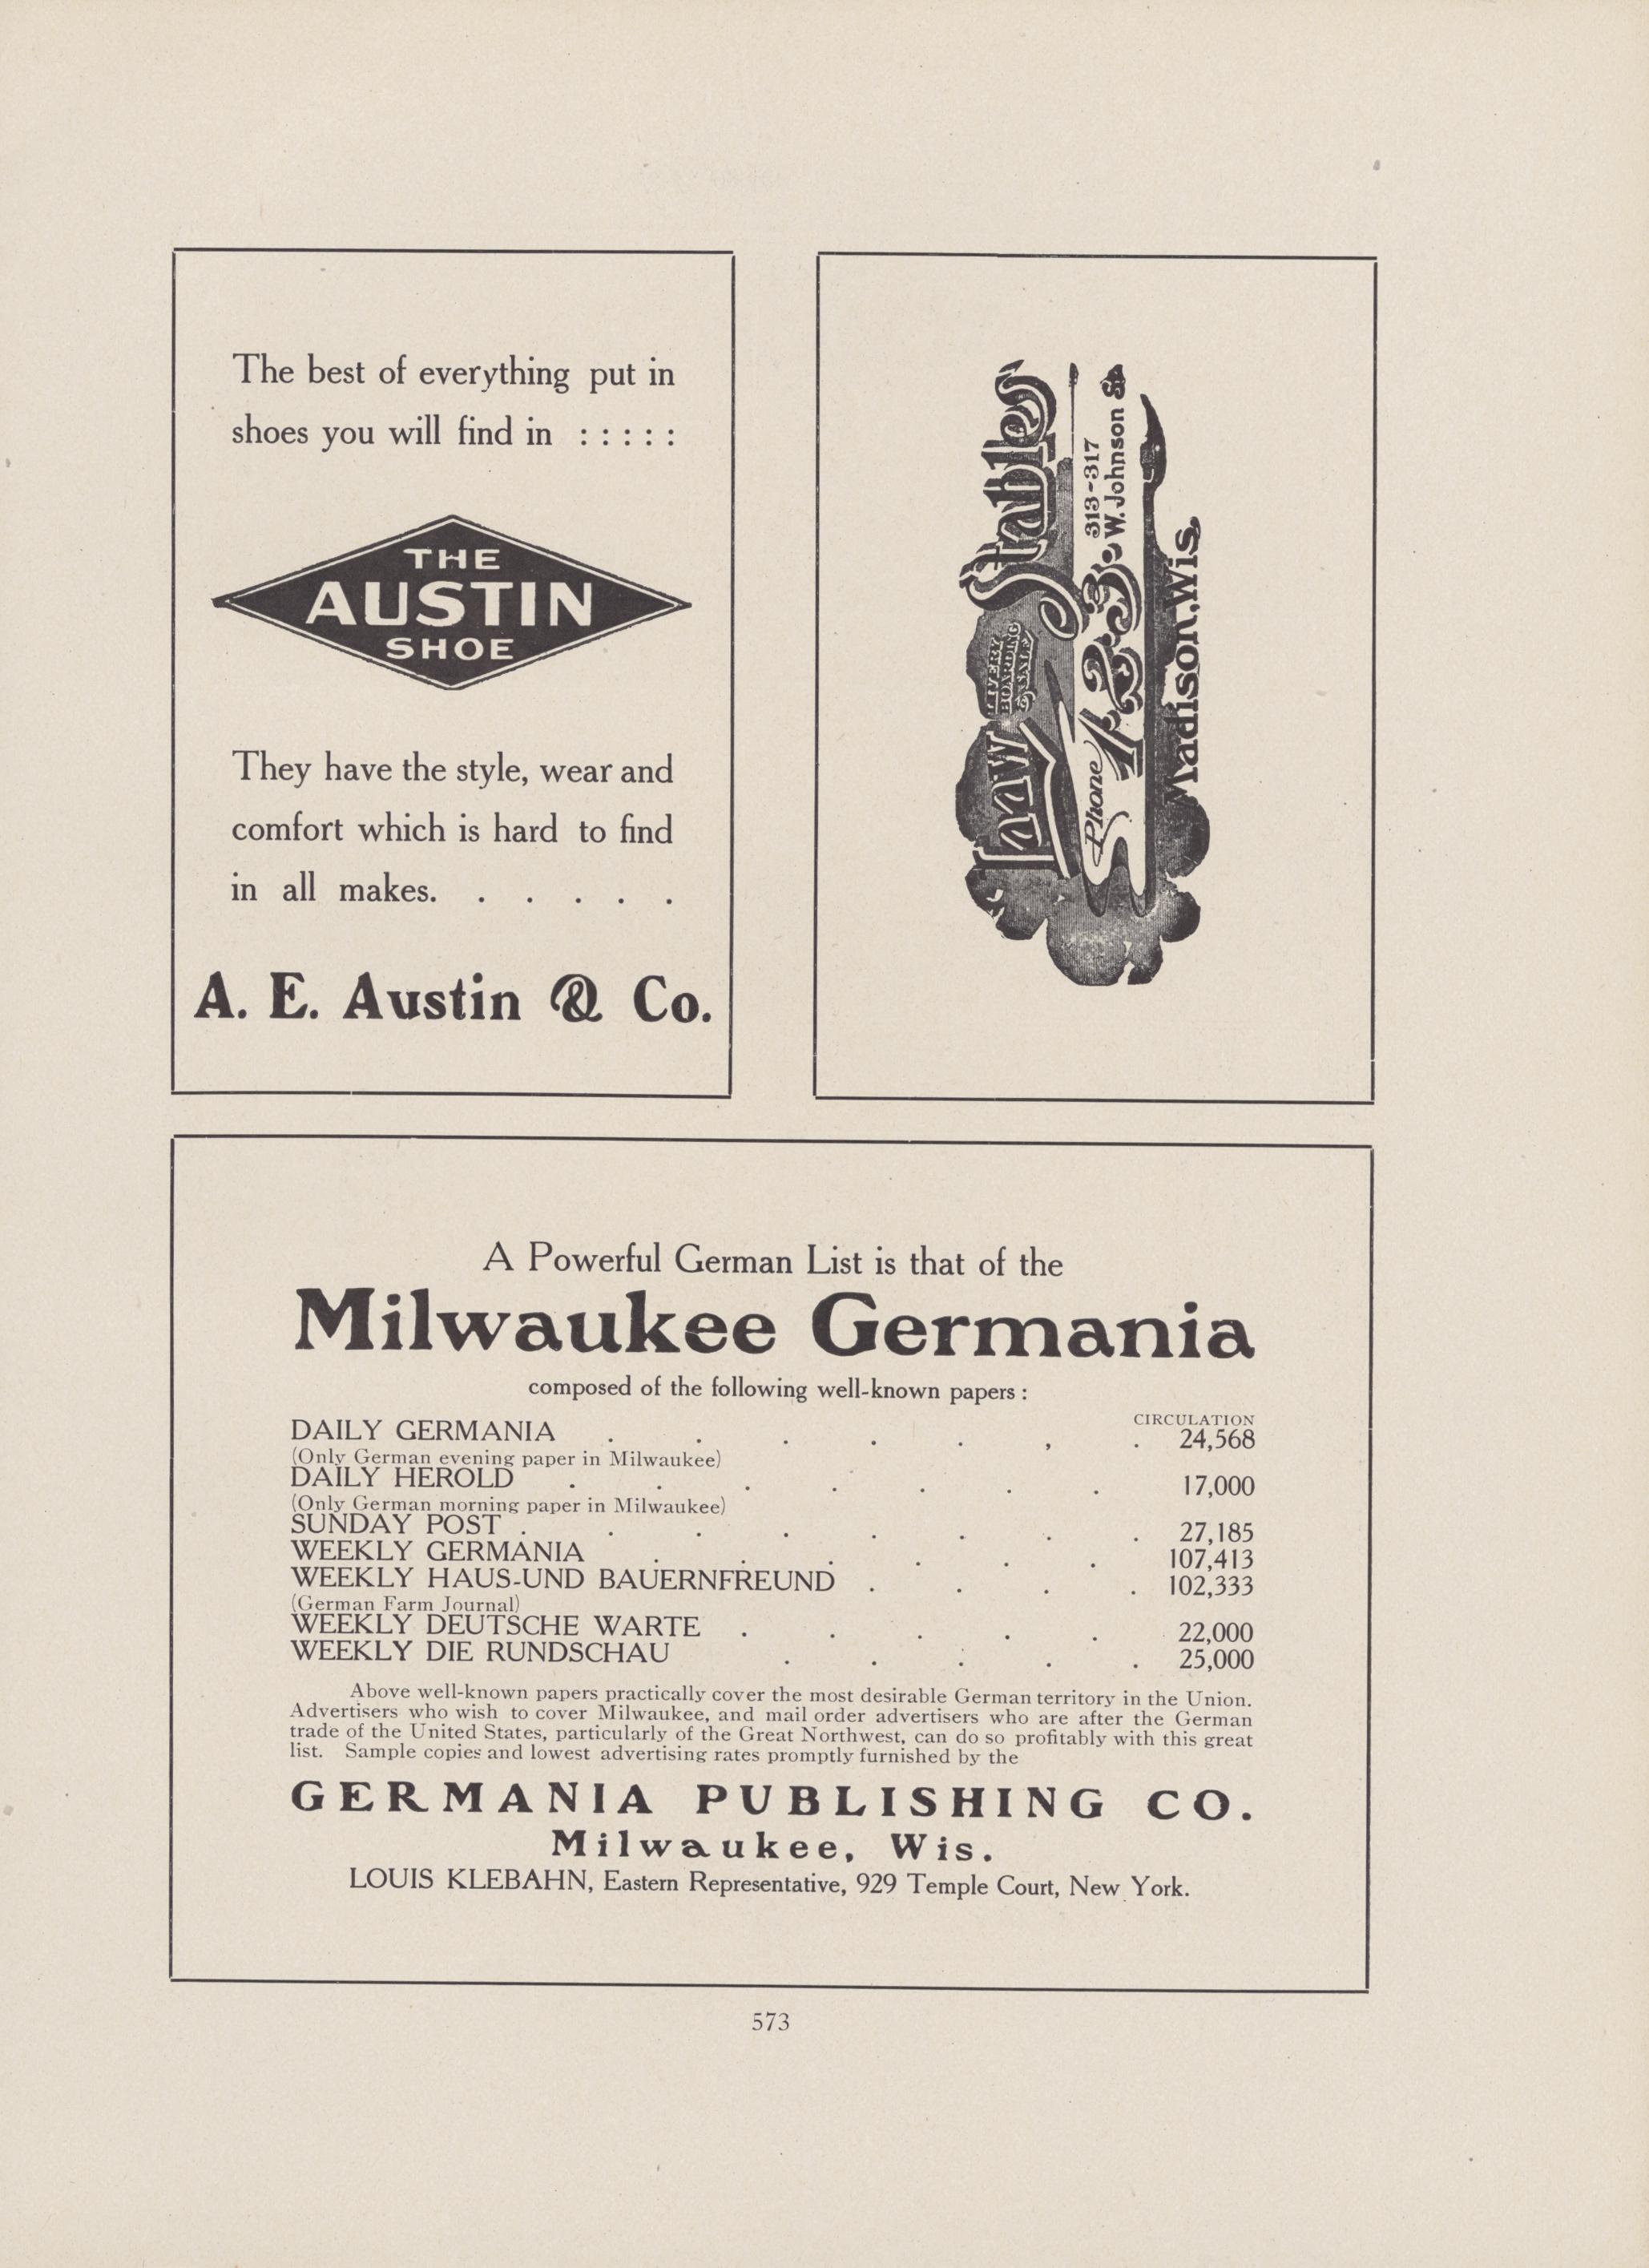 The best of everything put in
shoes you will find in : : : : :
THE
AUSTIN
SHOE
They have the style, wear and
comfort which is hard to find
in all makes. . . . . .
A. E. Austin & Co.
Law
LIVERY
BOARDING
& SALE
Stables
Phone 423.
313-317
W. Johnson St.
Madison, Wis.
A Powerful German List is that of the
Milwaukee Germania
composed of the following well-known papers :
CIRCULATION
DAILY GERMANIA . . . . . , . 24,568
(Only German evening paper in Milwaukee)
DAILY HEROLD . . . . . . . 17,000
(Only German morning paper in Milwaukee)
SUNDAY POST . . . . . . . . 27,185
WEEKLY GERMANIA . . . . . . 107,413
WEEKLY HAUS-UND BAUERNFREUND . . . . 102,333
(German Farm Journal)
WEEKLY DEUTSCHE WARTE . . . . . 22,000
WEEKLY DIE RUNDSCHAU . . . . . 25,000
Above well-known papers practically cover the most desirable German territory in the Union.
Advertisers who wish to cover Milwaukee, and mail order advertisers who are after the German
trade of the United States, particularly of the Great Northwest, can do so profitably with this great
list. Sample copies and lowest advertising rates promptly furnished by the
GERMANIA PUBLISHING CO.
Milwaukee, Wis.
LOUIS KLEBAHN, Eastern Representative, 929 Temple Court, New York.
573